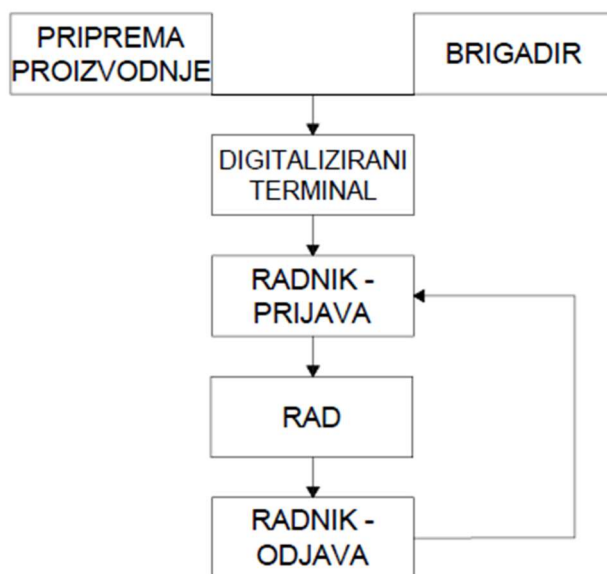 PRIPREMA
PROIZVODNJE
BRIGADIR
DIGITALIZIRANI
TERMINAL
RADNIK -
PRIJAVA
RAD
RADNIK -
ODJAVA